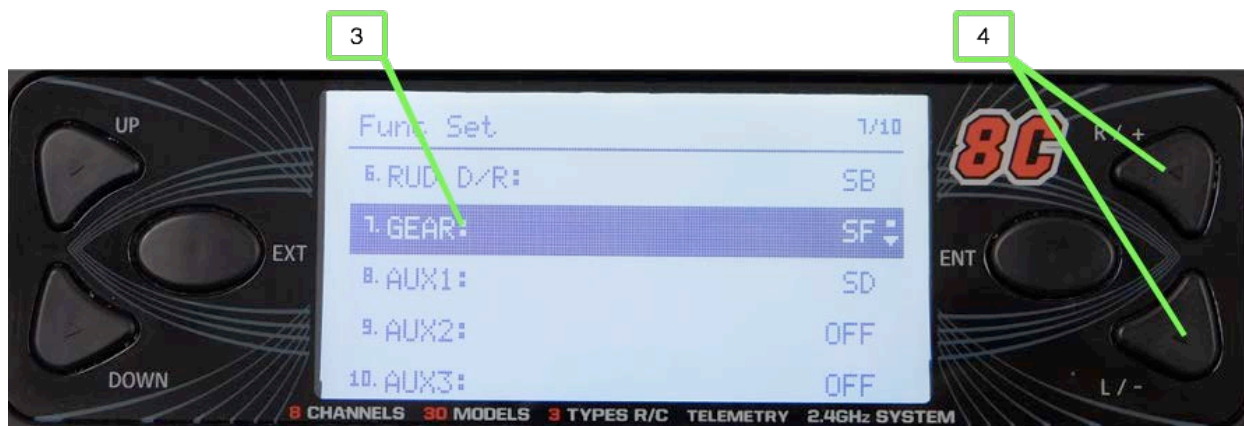 3
4
UP
EXT
DOWN
Func Set 7/10
6. RUD D/R: SB
7. GEAR: SF
8. AUX1: SD
9. AUX2: OFF
10. AUX3: OFF
8C
R / +
ENT
L / -
8 CHANNELS 30 MODELS 3 TYPES R/C TELEMETRY 2.4GHz SYSTEM